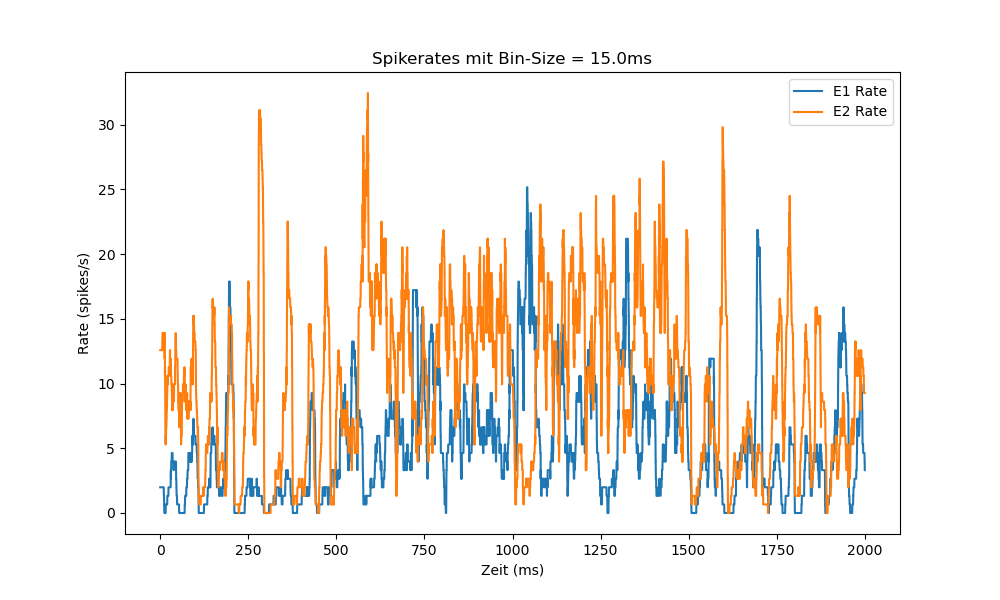 Spikerates mit Bin-Size = 15.0ms
E1 Rate
E2 Rate
Rate (spikes/s)
30
25
20
15
10
5
0
0 250 500 750 1000 1250 1500 1750 2000
Zeit (ms)